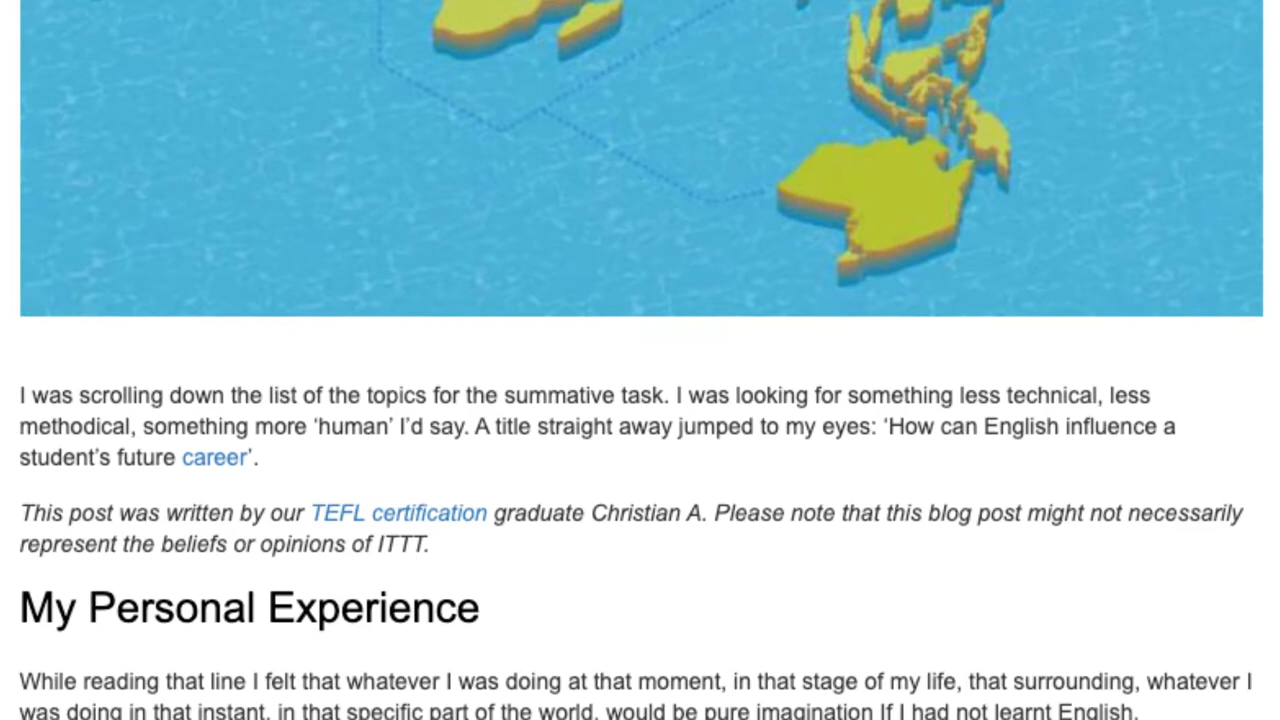 I was scrolling down the list of the topics for the summative task. I was looking for something less technical, less
methodical, something more ‘human’ I’d say. A title straight away jumped to my eyes: ‘How can English influence a
student’s future career’.
This post was written by our TEFL certification graduate Christian A. Please note that this blog post might not necessarily
represent the beliefs or opinions of ITTT.
My Personal Experience
While reading that line I felt that whatever I was doing at that moment, in that stage of my life, that surrounding, whatever I
was doing in that instant, in that specific part of the world, would be pure imagination If I had not learnt English.